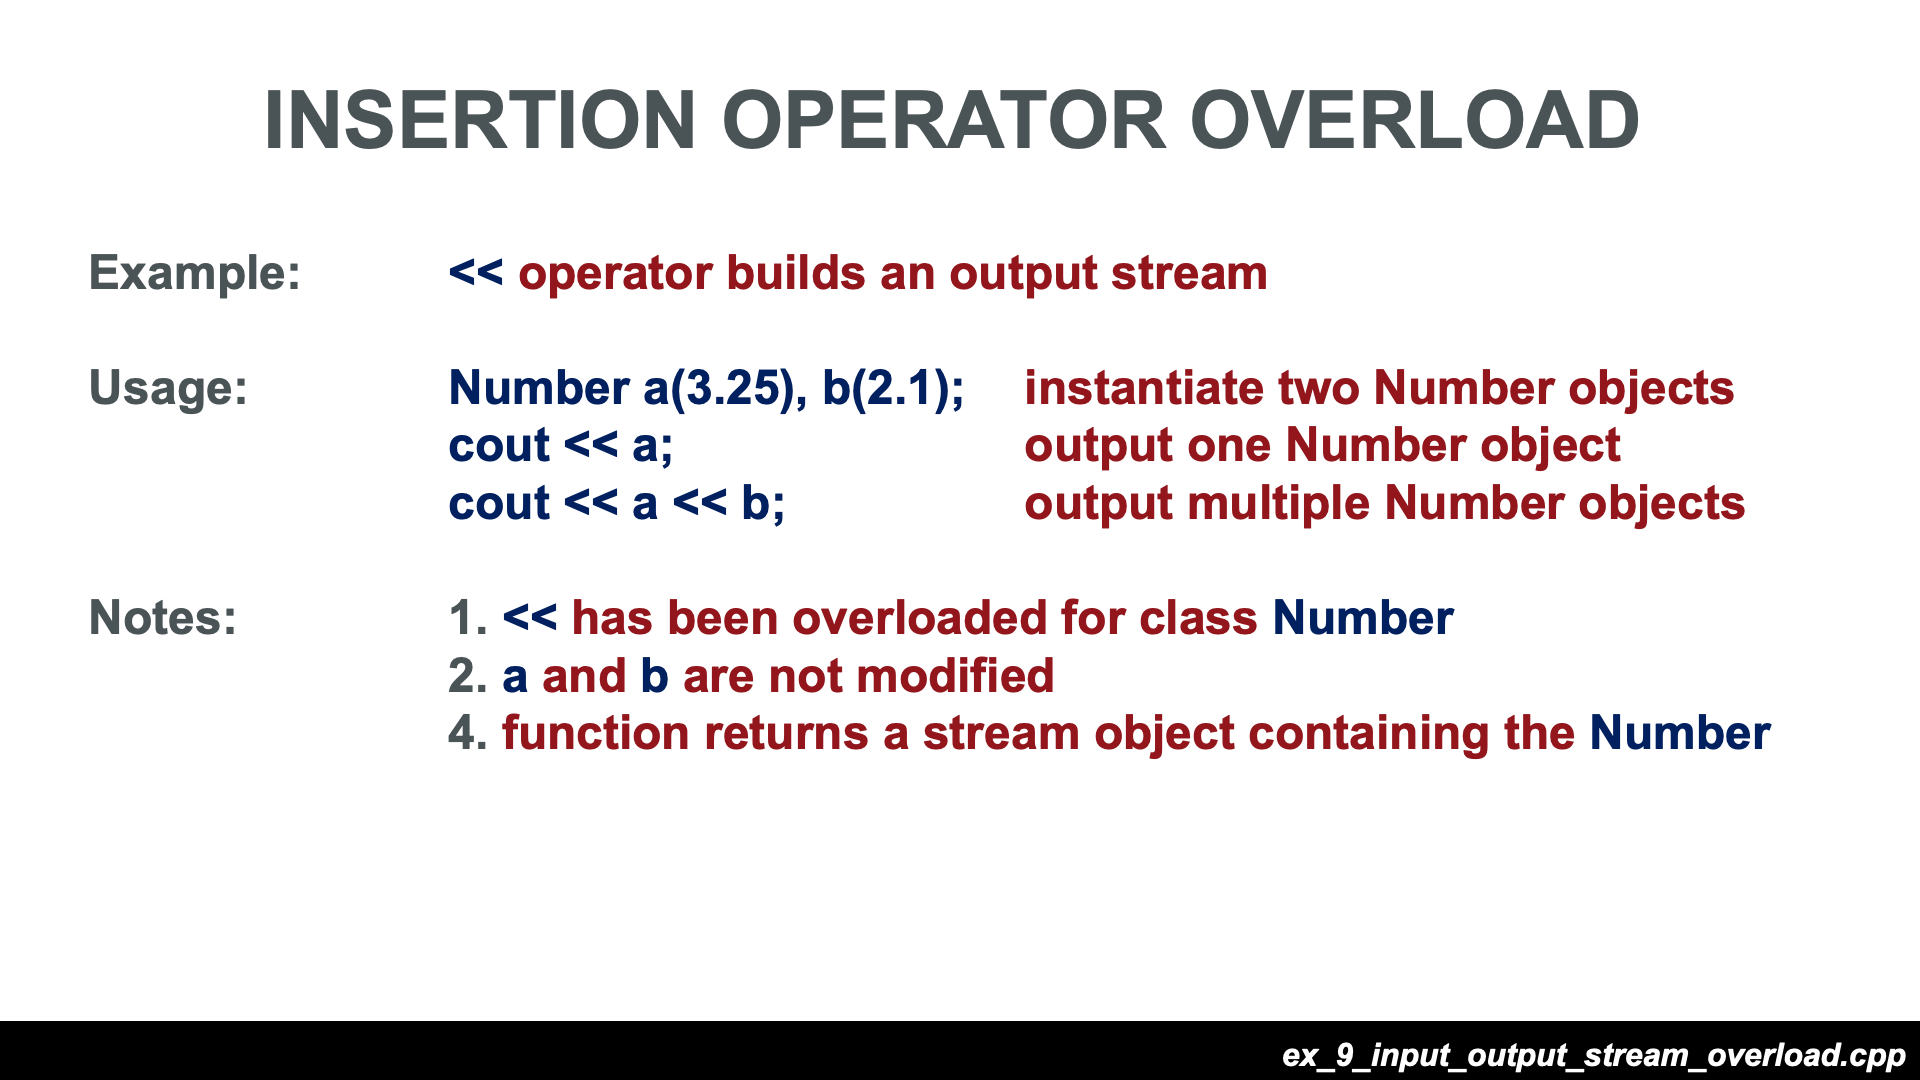 INSERTION OPERATOR OVERLOAD
Example: << operator builds an output stream
Usage: Number a(3.25), b(2.1); instantiate two Number objects
cout << a; output one Number object
cout << a << b; output multiple Number objects
Notes: 1. << has been overloaded for class Number
2. a and b are not modified
4. function returns a stream object containing the Number
ex_9_input_output_stream_overload.cpp